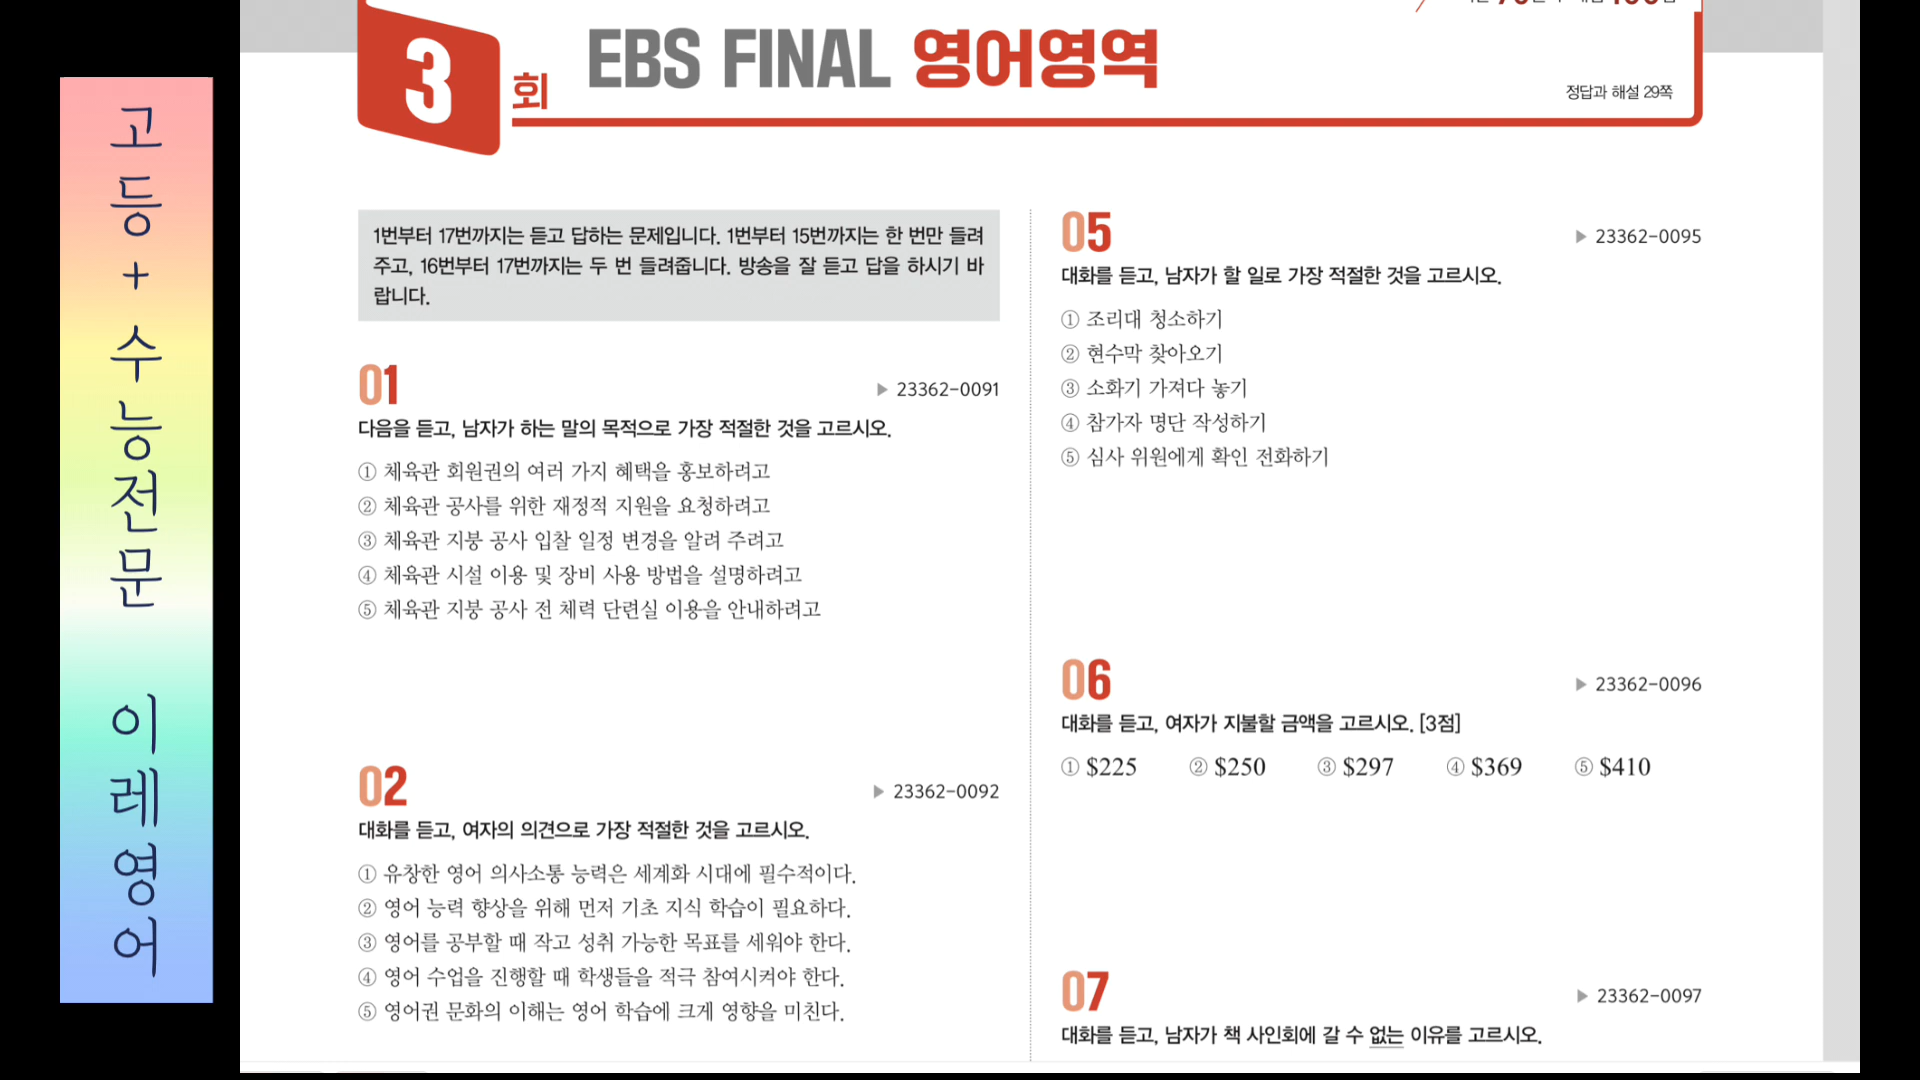 고등+수능전문 이레영어
3회 EBS FINAL 영어영역
정답과 해설 29쪽
1번부터 17번까지는 듣고 답하는 문제입니다. 1번부터 15번까지는 한 번만 들려
주고, 16번부터 17번까지는 두 번 들려줍니다. 방송을 잘 듣고 답을 하시기 바
랍니다.
01
▶ 23362-0091
다음을 듣고, 남자가 하는 말의 목적으로 가장 적절한 것을 고르시오.
① 체육관 회원권의 여러 가지 혜택을 홍보하려고
② 체육관 공사를 위한 재정적 지원을 요청하려고
③ 체육관 지붕 공사 입찰 일정 변경을 알려 주려고
④ 체육관 시설 이용 및 장비 사용 방법을 설명하려고
⑤ 체육관 지붕 공사 전 체력 단련실 이용을 안내하려고
02
▶ 23362-0092
대화를 듣고, 여자의 의견으로 가장 적절한 것을 고르시오.
① 유창한 영어 의사소통 능력은 세계화 시대에 필수적이다.
② 영어 능력 향상을 위해 먼저 기초 지식 학습이 필요하다.
③ 영어를 공부할 때 작고 성취 가능한 목표를 세워야 한다.
④ 영어 수업을 진행할 때 학생들을 적극 참여시켜야 한다.
⑤ 영어권 문화의 이해는 영어 학습에 크게 영향을 미친다.
05
▶ 23362-0095
대화를 듣고, 남자가 할 일로 가장 적절한 것을 고르시오.
① 조리대 청소하기
② 현수막 찾아오기
③ 소화기 가져다 놓기
④ 참가자 명단 작성하기
⑤ 심사 위원에게 확인 전화하기
06
▶ 23362-0096
대화를 듣고, 여자가 지불할 금액을 고르시오. [3점]
① $225 ② $250 ③ $297 ④ $369 ⑤ $410
07
▶ 23362-0097
대화를 듣고, 남자가 책 사인회에 갈 수 없는 이유를 고르시오.